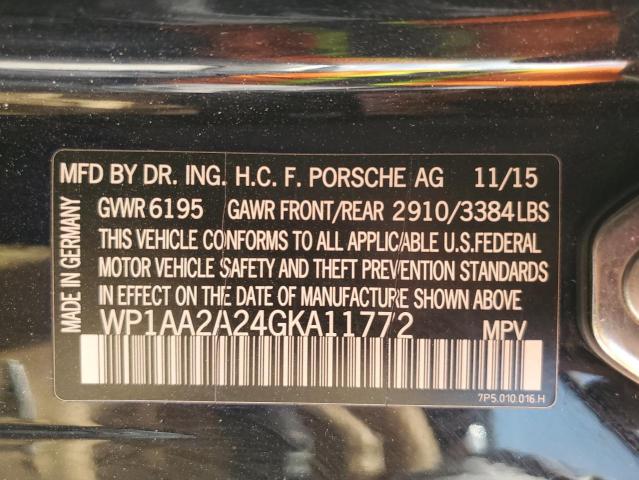 MFD BY DR. ING. H.C. F. PORSCHE AG 11/15
GVWR 6195 GAWR FRONT/REAR 2910/3384LBS
THIS VEHICLE CONFORMS TO ALL APPLICABLE U.S.FEDERAL
MOTOR VEHICLE SAFETY AND THEFT PREVENTION STANDARDS
IN EFFECT ON THE DATE OF MANUFACTURE SHOWN ABOVE
WP1AA2A24GKA11772 MPV
7P5.010.016.H
MADE IN GERMANY